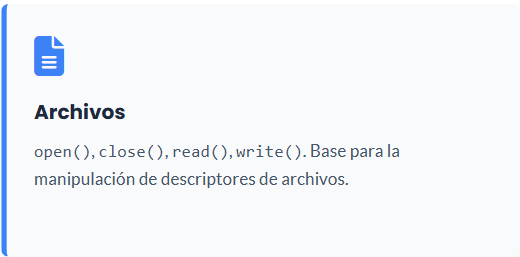 Archivos
open(), close(), read(), write(). Base para la
manipulación de descriptores de archivos.